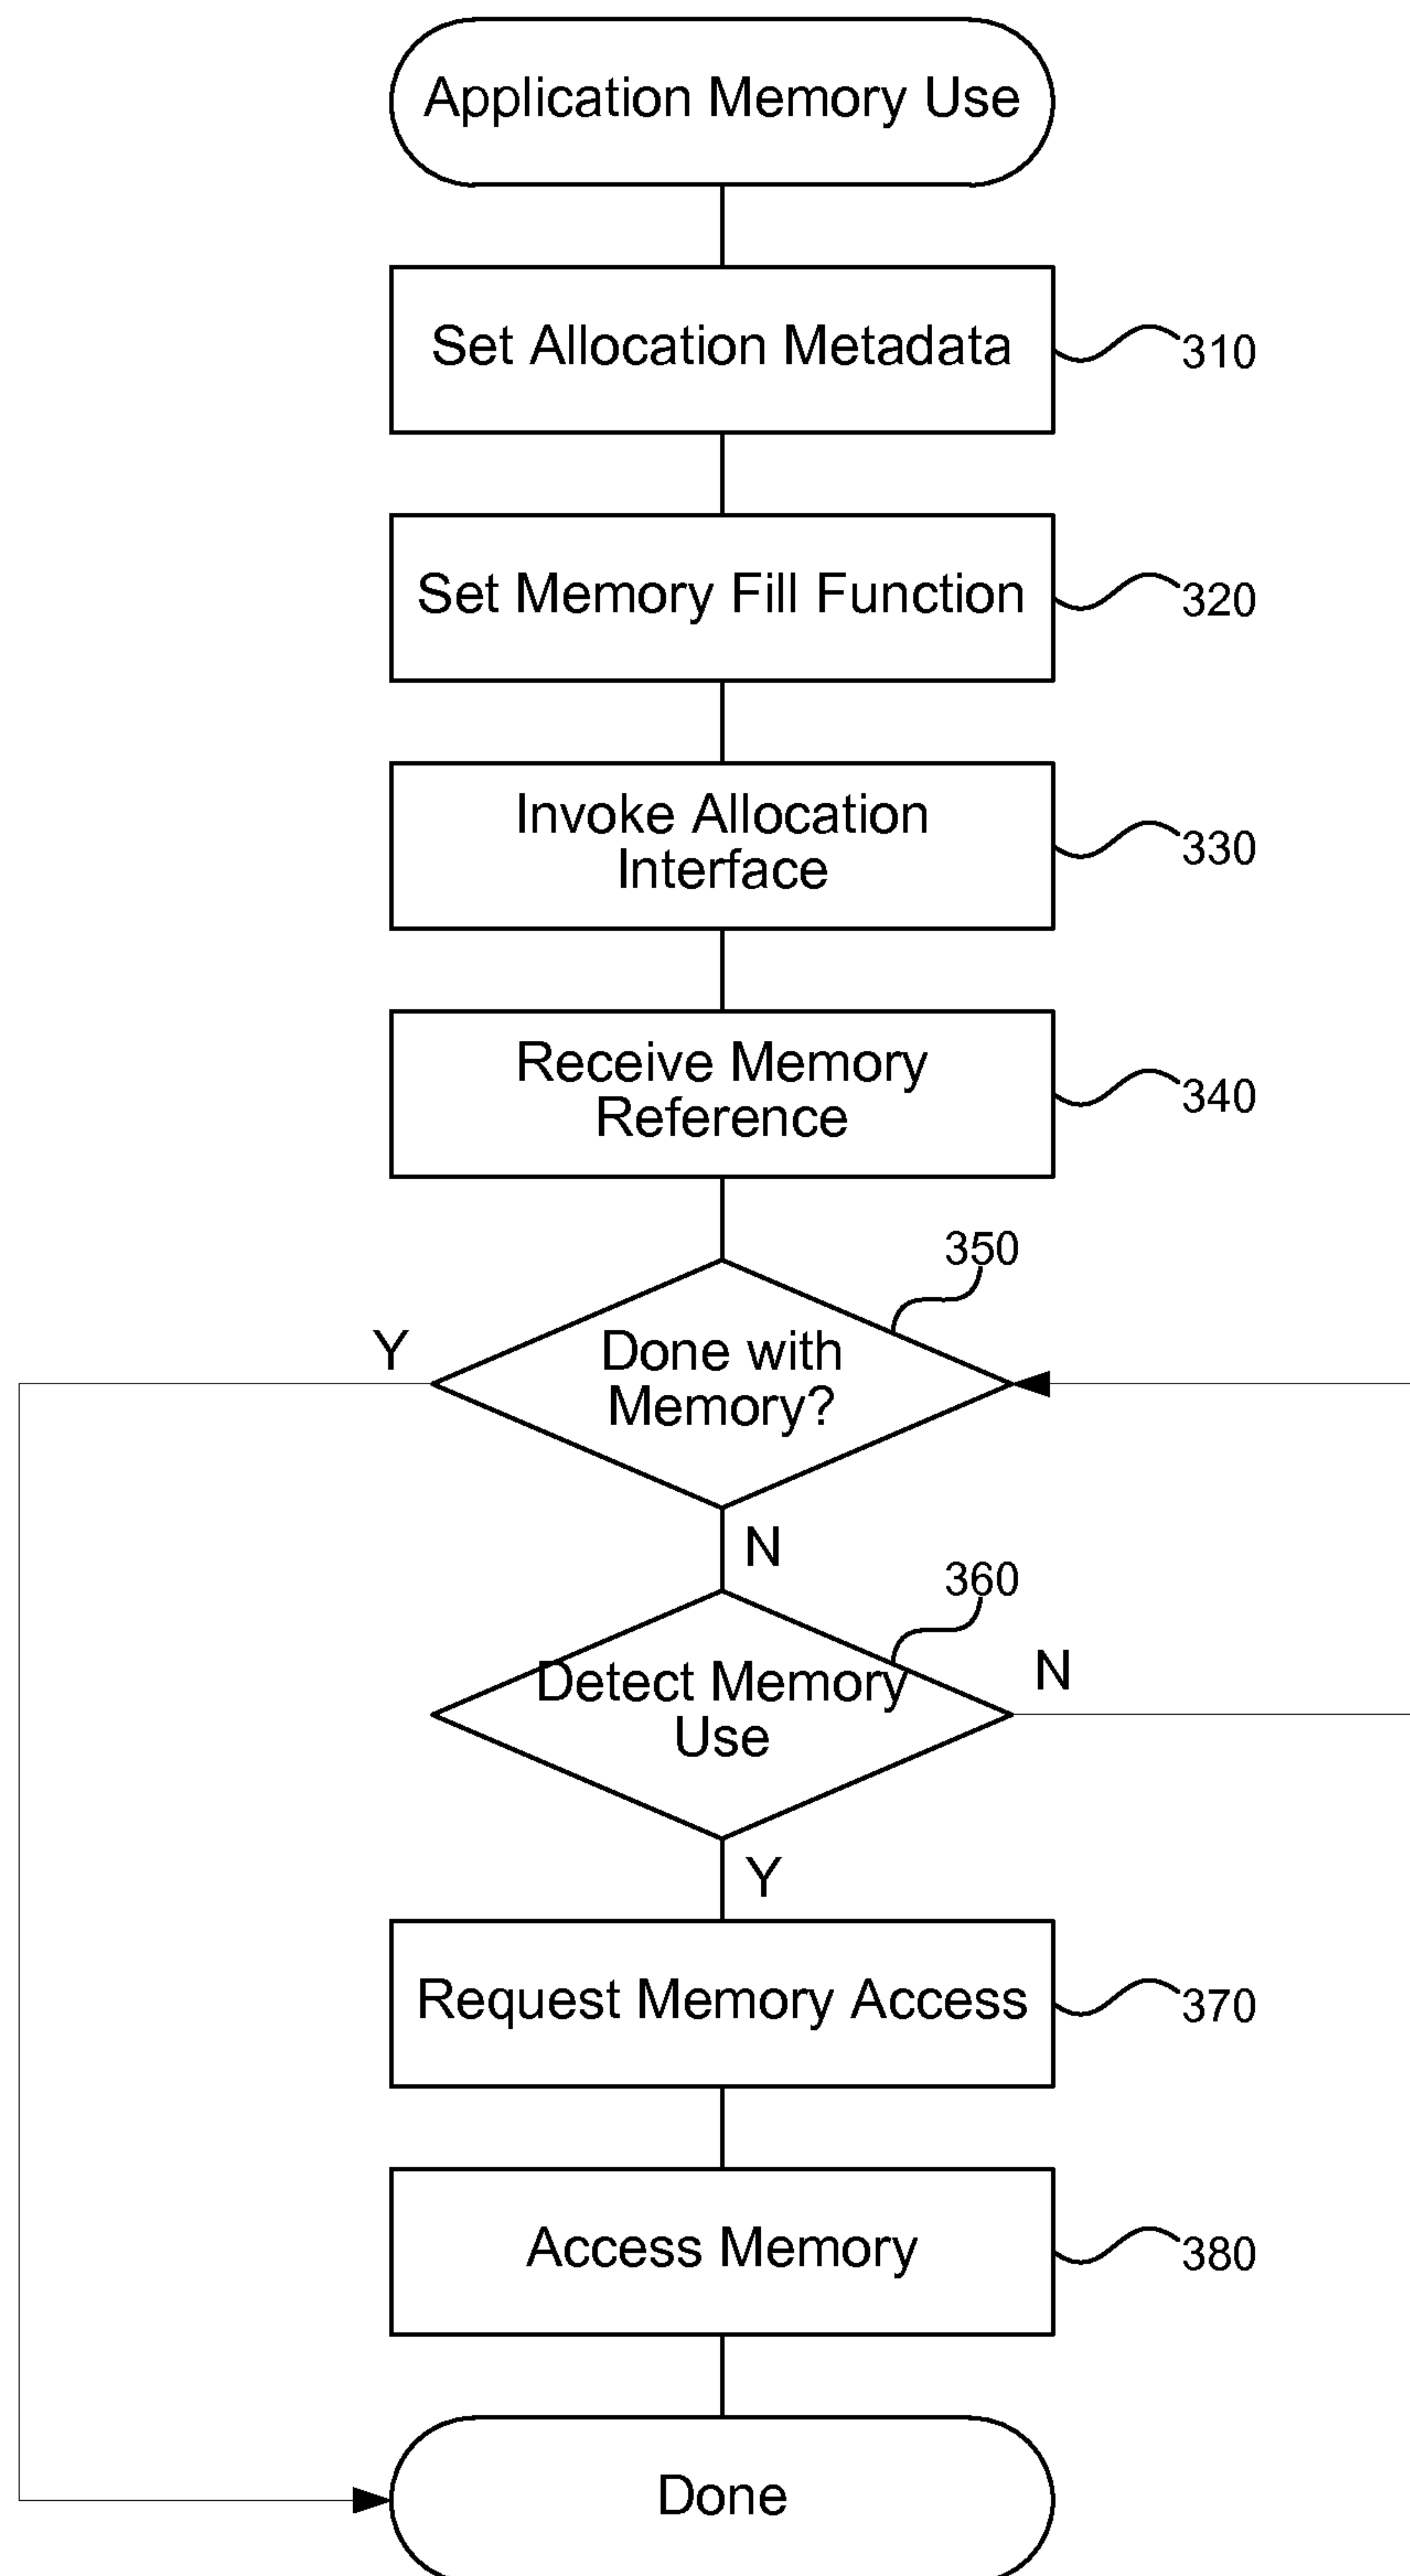 Application Memory Use
Set Allocation Metadata
310
Set Memory Fill Function
320
Invoke Allocation
Interface
330
Receive Memory
Reference
340
350
Y
Done with
Memory?
N
360
Detect Memory
Use
N
Y
Request Memory Access
370
Access Memory
380
Done